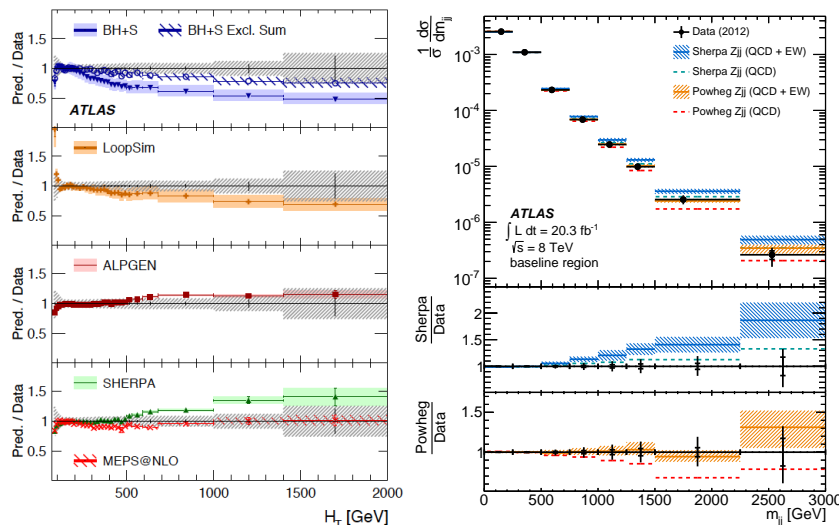 Pred. / Data
1.5
1
0.5
BH+S
BH+S Excl. Sum
ATLAS
Pred. / Data
1.5
1
0.5
LoopSim
Pred. / Data
1.5
1
0.5
ALPGEN
Pred. / Data
1.5
1
0.5
SHERPA
MEPS@NLO
500 1000 1500 2000
H_T [GeV]
1/σ dσ/dm_jj
10⁻³
10⁻⁴
10⁻⁵
10⁻⁶
10⁻⁷
Data (2012)
Sherpa Zjj (QCD + EW)
Sherpa Zjj (QCD)
Powheg Zjj (QCD + EW)
Powheg Zjj (QCD)
ATLAS
∫ L dt = 20.3 fb⁻¹
√s = 8 TeV
baseline region
Sherpa
Data
2
1.5
1
Powheg
Data
1.5
1
0 500 1000 1500 2000 2500 3000
m_jj [GeV]